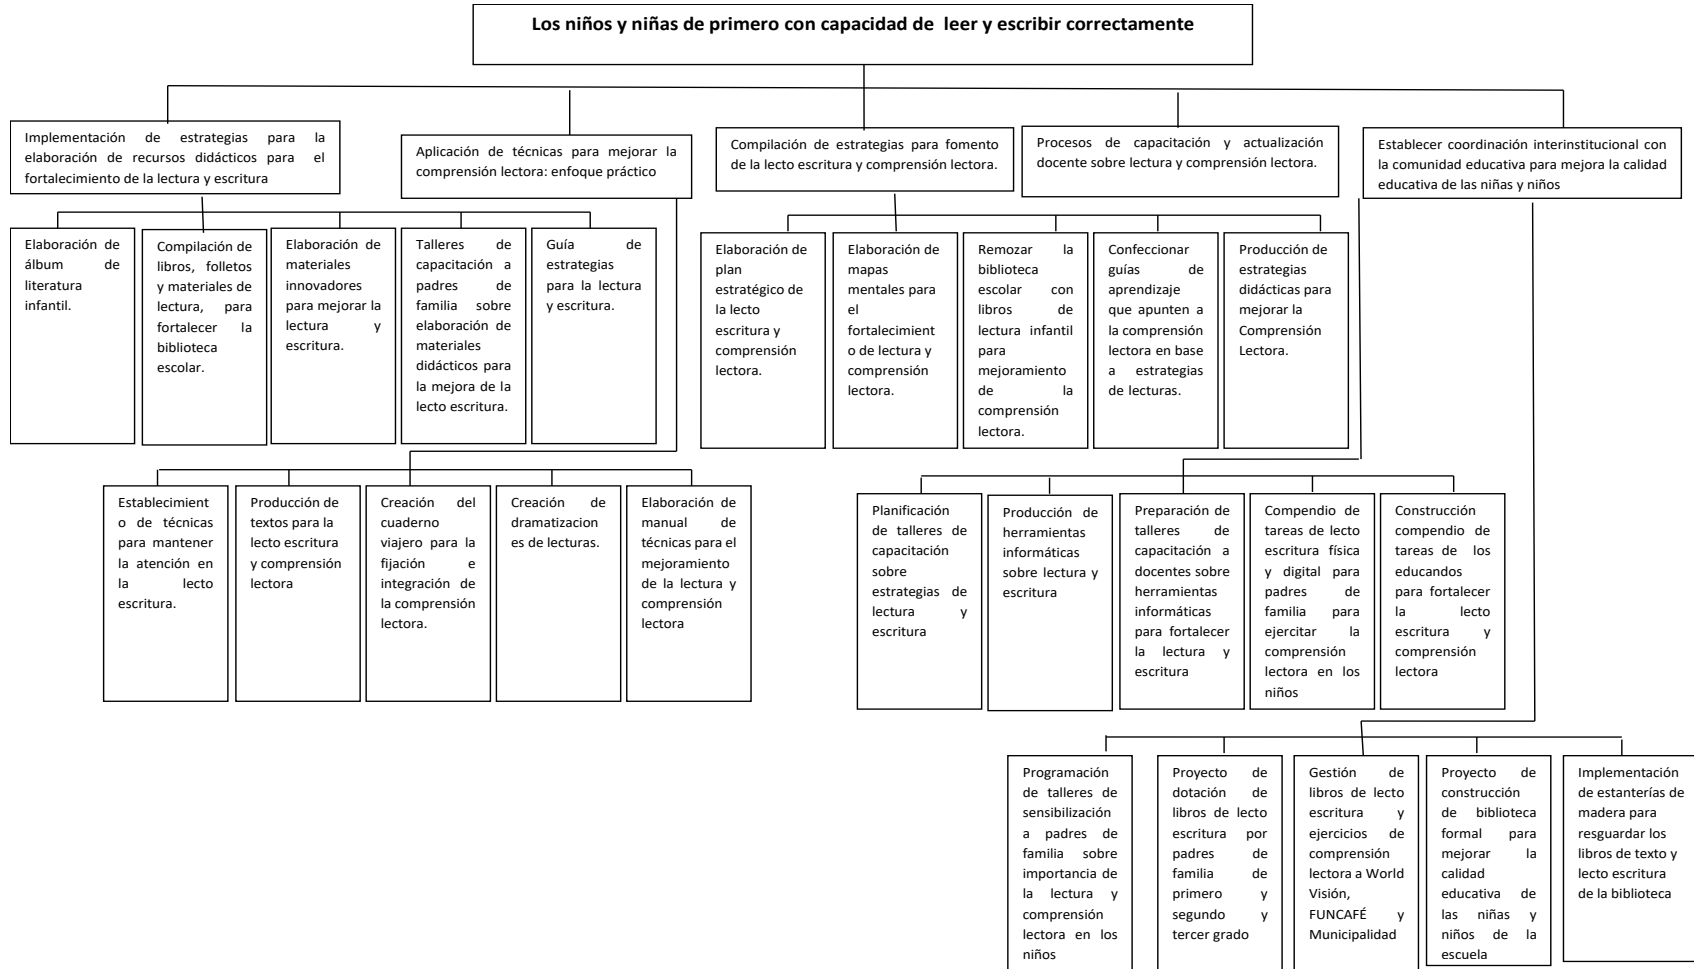 Los niños y niñas de primero con capacidad de leer y escribir correctamente
Implementación de estrategias para la
elaboración de recursos didácticos para el
fortalecimiento de la lectura y escritura
Aplicación de técnicas para mejorar la
comprensión lectora: enfoque práctico
Compilación de estrategias para fomento
de la lecto escritura y comprensión lectora.
Procesos de capacitación y actualización
docente sobre lectura y comprensión lectora.
Establecer coordinación interinstitucional con
la comunidad educativa para mejora la calidad
educativa de las niñas y niños
Elaboración de
álbum de
literatura
infantil.
Compilación de
libros, folletos
y materiales de
lectura, para
fortalecer la
biblioteca
escolar.
Elaboración de
materiales
innovadores
para mejorar la
lectura y
escritura.
Talleres de
capacitación a
padres de
familia sobre
elaboración de
materiales
didácticos para
la mejora de la
lecto escritura.
Guía de
estrategias
para la lectura
y escritura.
Elaboración de
plan
estratégico de
la lecto
escritura y
comprensión
lectora.
Elaboración de
mapas
mentales para
el
fortalecimient
o de lectura y
comprensión
lectora.
Remozar la
biblioteca
escolar con
libros de
lectura infantil
para
mejoramiento
de la
comprensión
lectora.
Confeccionar
guías de
aprendizaje
que apunten a
la comprensión
lectora en base
a estrategias
de lecturas.
Producción de
estrategias
didácticas para
mejorar la
Comprensión
Lectora.
Establecimient
o de técnicas
para mantener
la atención en
la lecto
escritura.
Producción de
textos para la
lecto escritura
y comprensión
lectora
Creación del
cuaderno
viajero para la
fijación e
integración de
la comprensión
lectora.
Creación de
dramatizacion
es de lecturas.
Elaboración de
manual de
técnicas para el
mejoramiento
de la lectura y
comprensión
lectora
Planificación
de talleres de
capacitación
sobre
estrategias de
lectura y
escritura
Producción de
herramientas
informáticas
sobre lectura y
escritura
Preparación de
talleres de
capacitación a
docentes sobre
herramientas
informáticas
para fortalecer
la lectura y
escritura
Compendio de
tareas de lecto
escritura física
y digital para
padres de
familia para
ejercitar la
comprensión
lectora en los
niños
Construcción
compendio de
tareas de los
educandos
para fortalecer
la lecto
escritura y
comprensión
lectora
Programación
de talleres de
sensibilización
a padres de
familia sobre
importancia de
la lectura y
comprensión
lectora en los
niños
Proyecto de
dotación de
libros de lecto
escritura por
padres de
familia de
primero y
segundo y
tercer grado
Gestión de
libros de lecto
escritura y
ejercicios de
comprensión
lectora a World
Visión,
FUNCAFÉ y
Municipalidad
Proyecto de
construcción
de biblioteca
formal para
mejorar la
calidad
educativa de
las niñas y
niños de la
escuela
Implementación
de estanterías de
madera para
resguardar los
libros de texto y
lecto escritura
de la biblioteca